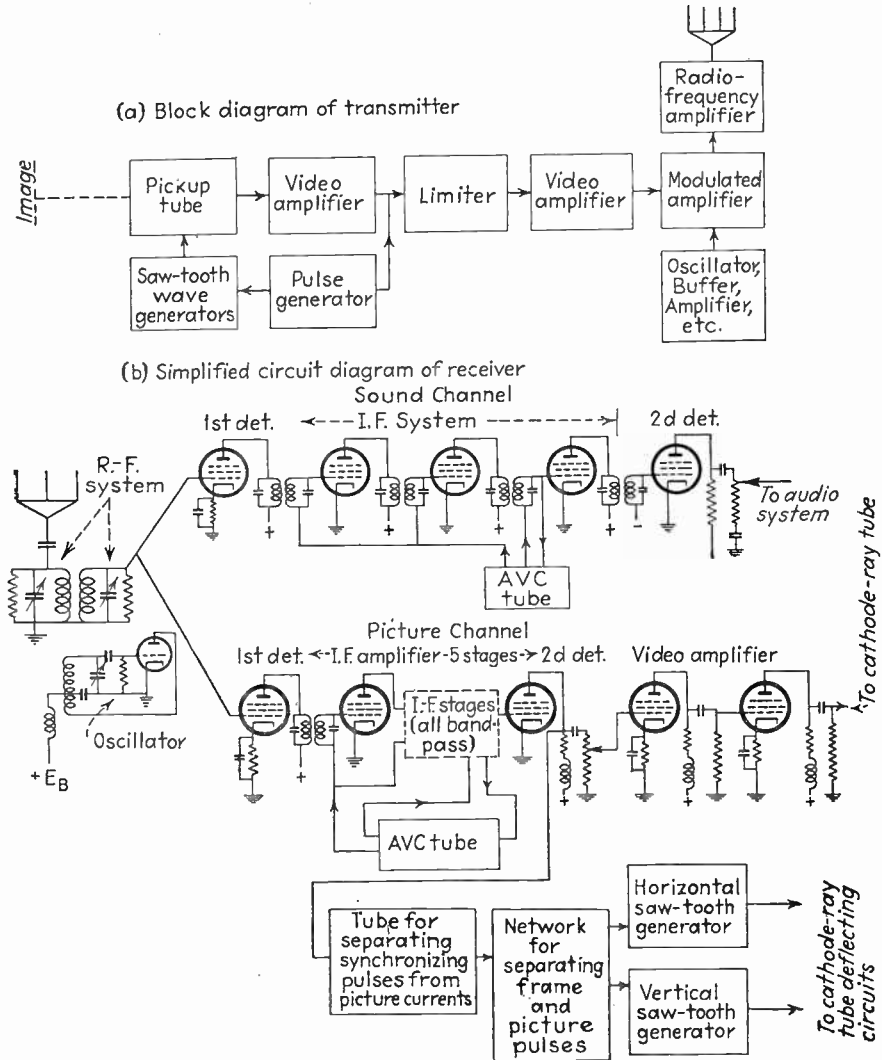 Radio-
frequency
amplifier
(a) Block diagram of transmitter
Image
Pickup
tube
Video
amplifier
Limiter
Video
amplifier
Modulated
amplifier
Saw-tooth
wave
generators
Pulse
generator
Oscillator,
Buffer,
Amplifier,
etc.
(b) Simplified circuit diagram of receiver
Sound Channel
1st det.
I.F. System
2d det.
R.-F.
system
+
+
+
+
-
To audio
system
AVC
tube
To cathode-ray tube
Picture Channel
1st det.
I.F. amplifier-5 stages
2d det.
Video amplifier
I.-F. stages
(all band-
pass)
Oscillator
+EB
+
+
+
+
AVC tube
Tube for
separating
synchronizing
pulses from
picture currents
Network
for
separating
frame
and
picture
pulses
Horizontal
saw-tooth
generator
Vertical
saw-tooth
generator
To cathode-ray
tube deflecting
circuits